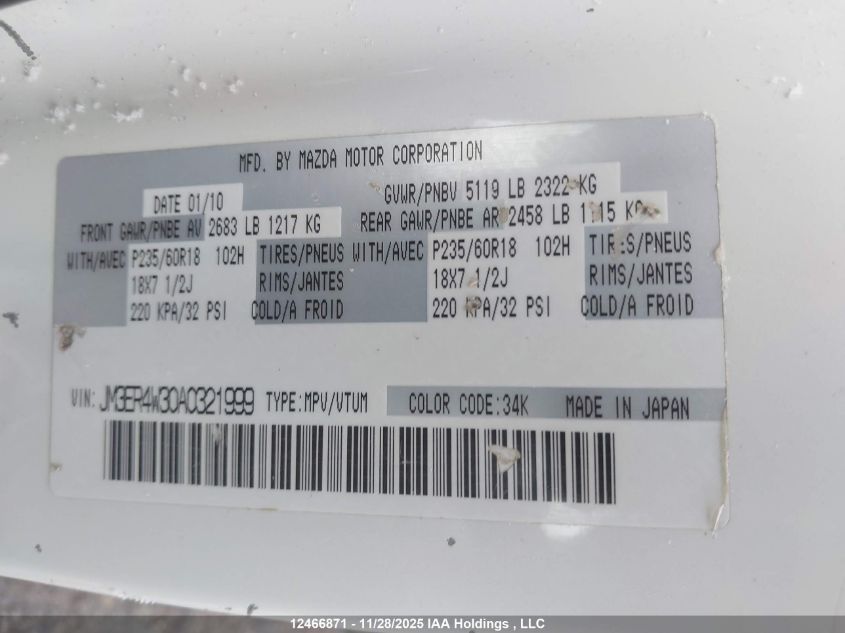 MFD. BY MAZDA MOTOR CORPORATION
DATE 01/10 GVWR/PNBV 5119 LB 2322 KG
FRONT GAWR/PNBE AV 2683 LB 1217 KG REAR GAWR/PNBE AR 2458 LB 1115 KG
WITH/AVEC P235/60R18 102H TIRES/PNEUS WITH/AVEC P235/60R18 102H TIRES/PNEUS
18X7 1/2J RIMS/JANTES 18X7 1/2J RIMS/JANTES
220 KPA/32 PSI COLD/A FROID 220 KPA/32 PSI COLD/A FROID
VIN: JM3ER4W30A0321999 TYPE:MPV/VTUM COLOR CODE:34K MADE IN JAPAN
12466871 - 11/28/2025 IAA Holdings , LLC